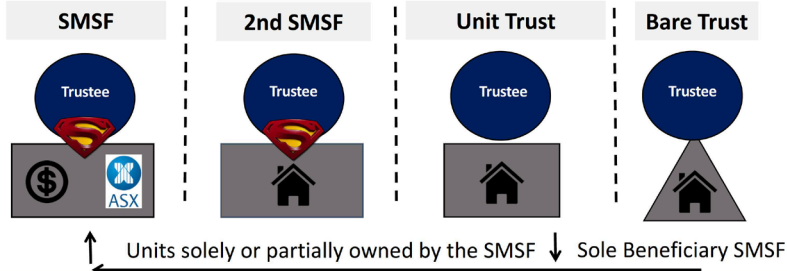 SMSF
2nd SMSF
Unit Trust
Bare Trust
Trustee
Trustee
Trustee
Trustee
$
ASX
Units solely or partially owned by the SMSF
Sole Beneficiary SMSF